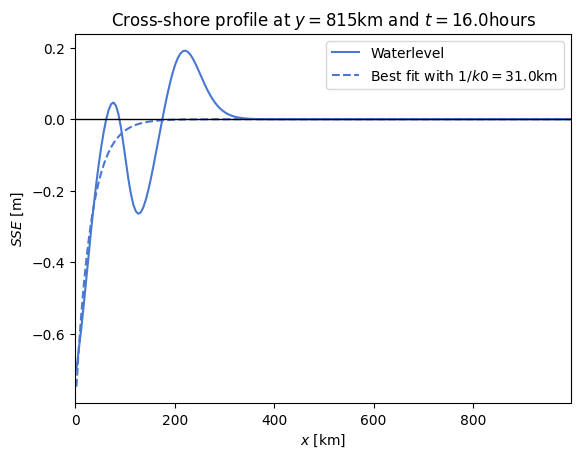 Cross-shore profile at y = 815km and t = 16.0hours
Waterlevel
Best fit with 1/k0 = 31.0km
0.2
0.0
−0.2
−0.4
−0.6
SSE [m]
0 200 400 600 800
x [km]